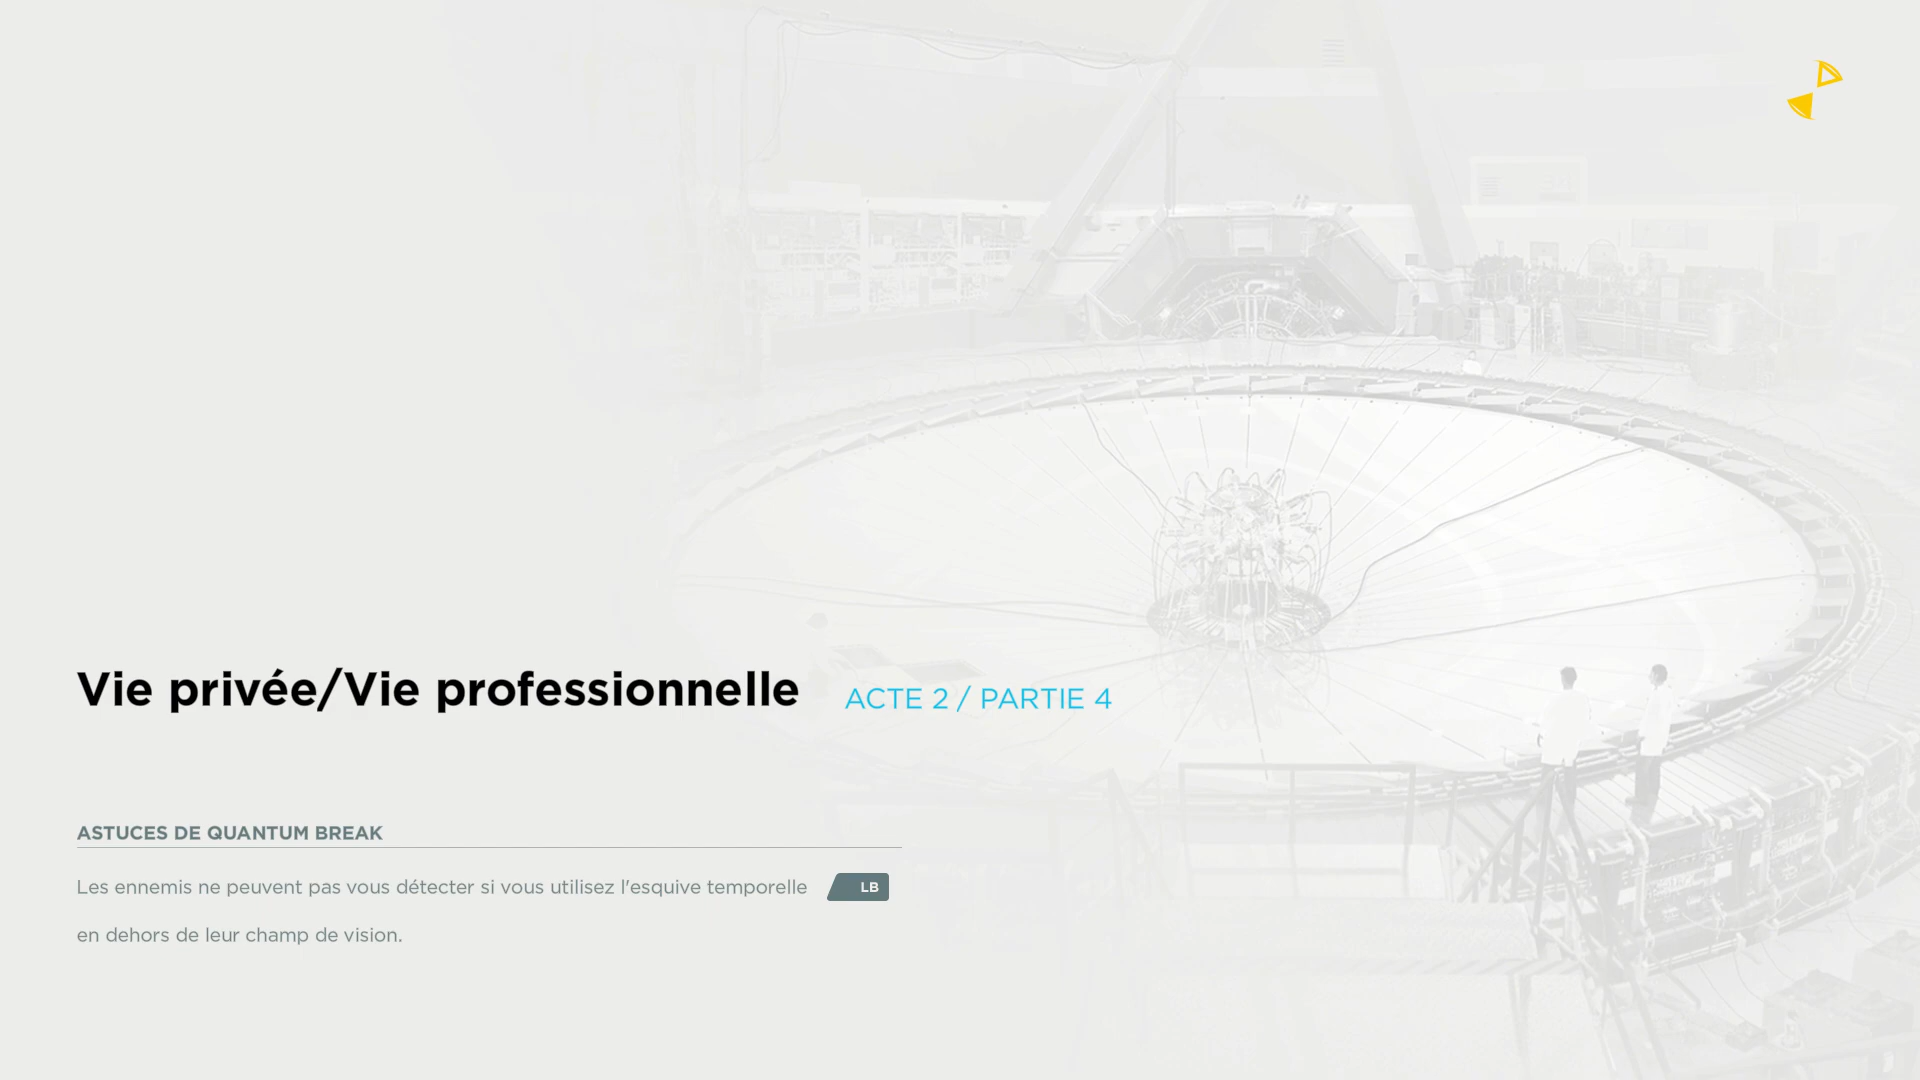 Vie privée/Vie professionnelle ACTE 2 / PARTIE 4
ASTUCES DE QUANTUM BREAK
Les ennemis ne peuvent pas vous détecter si vous utilisez l'esquive temporelle LB
en dehors de leur champ de vision.